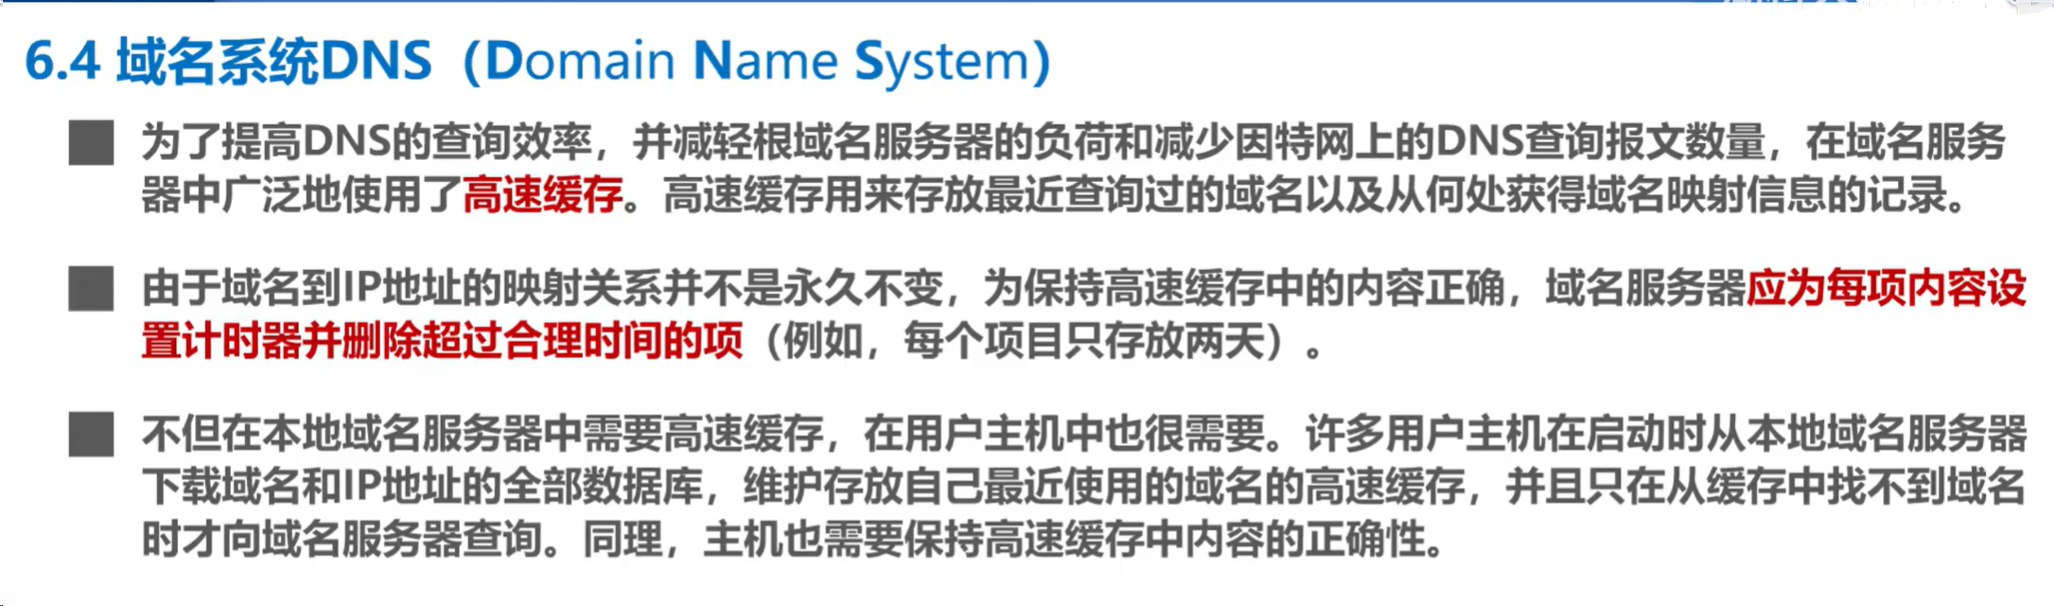 6.4 域名系统DNS（Domain Name System）
为了提高DNS的查询效率，并减轻根域名服务器的负荷和减少因特网上的DNS查询报文数量，在域名服务
器中广泛地使用了高速缓存。高速缓存用来存放最近查询过的域名以及从何处获得域名映射信息的记录。
由于域名到IP地址的映射关系并不是永久不变，为保持高速缓存中的内容正确，域名服务器应为每项内容设
置计时器并删除超过合理时间的项（例如，每个项目只存放两天）。
不但在本地域名服务器中需要高速缓存，在用户主机中也很需要。许多用户主机在启动时从本地域名服务器
下载域名和IP地址的全部数据库，维护存放自己最近使用的域名的高速缓存，并且只在从缓存中找不到域名
时才向域名服务器查询。同理，主机也需要保持高速缓存中内容的正确性。